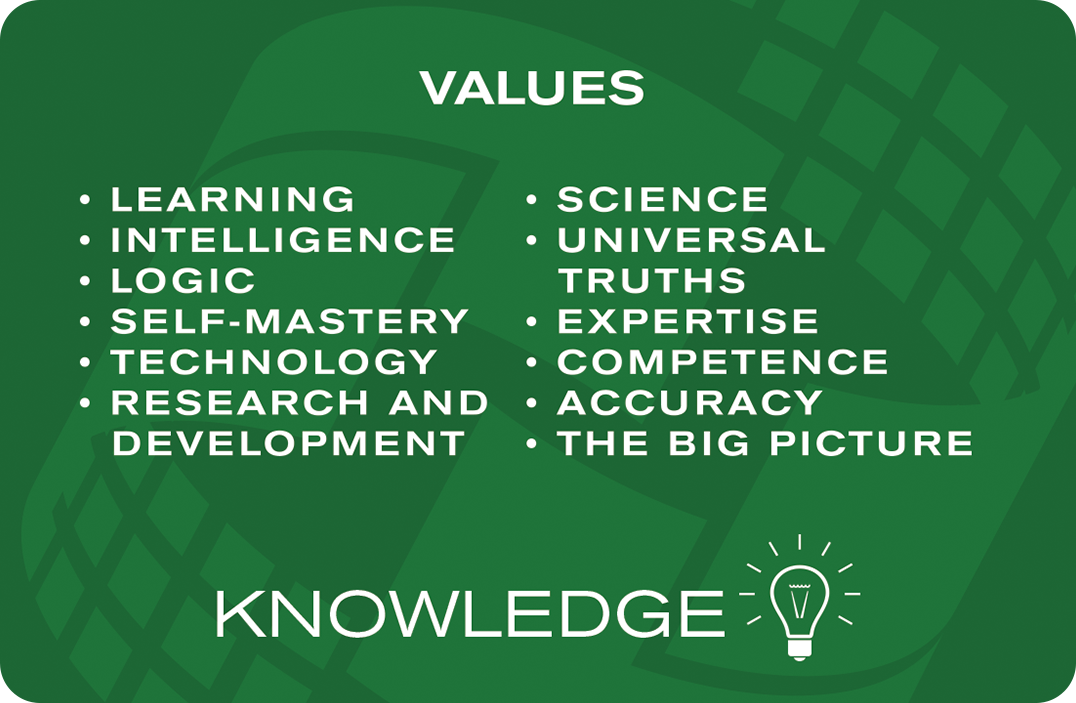 VALUES
• LEARNING
• INTELLIGENCE
• LOGIC
• SELF-MASTERY
• TECHNOLOGY
• RESEARCH AND
DEVELOPMENT
• SCIENCE
• UNIVERSAL
TRUTHS
• EXPERTISE
• COMPETENCE
• ACCURACY
• THE BIG PICTURE
KNOWLEDGE